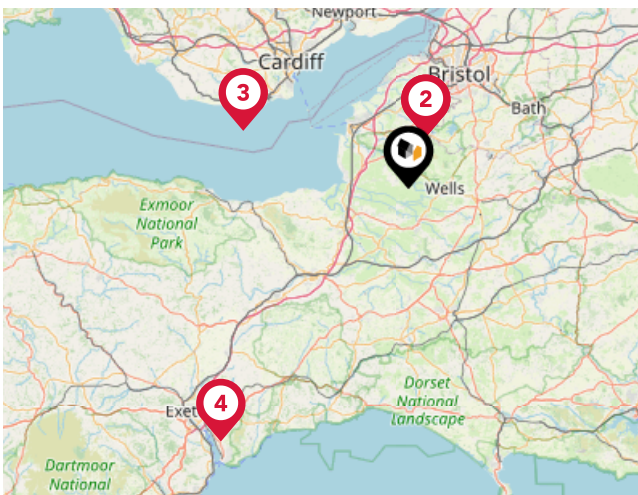 Newport
Cardiff
Bristol
3
2
Bath
Wells
Exmoor
National
Park
Dorset
National
Landscape
4
Exet
Dartmoor
National